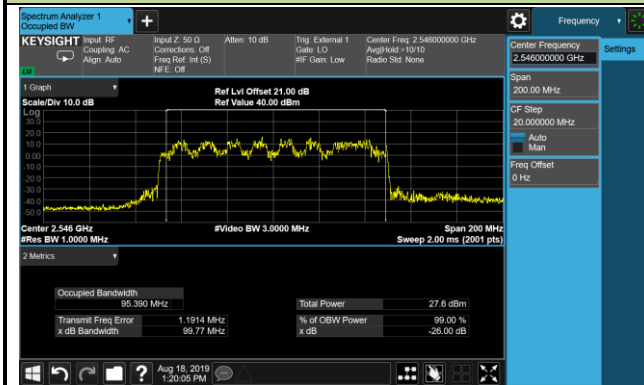 Spectrum Analyzer 1
Occupied BW
+
Frequency
KEYSIGHT
Input: RF
Coupling: AC
Align: Auto
Input Z: 50 Ω
Corrections: Off
Freq Ref: Int (S)
NFE: Off
Atten: 10 dB
Trig: External 1
Gate: LO
#IF Gain: Low
Center Freq: 2.546000000 GHz
Avg|Hold:>10/10
Radio Std: None
Center Frequency
2.546000000 GHz
Settings
Span
200.00 MHz
CF Step
20.000000 MHz
Auto
Man
Freq Offset
0 Hz
1 Graph
Scale/Div 10.0 dB
Ref Lvl Offset 21.00 dB
Ref Value 40.00 dBm
Log
30.0
20.0
10.0
0.00
-10.0
-20.0
-30.0
-40.0
-50.0
Center 2.546 GHz
#Video BW 3.0000 MHz
Span 200 MHz
#Res BW 1.0000 MHz
Sweep 2.00 ms (2001 pts)
2 Metrics
Occupied Bandwidth
95.390 MHz
Total Power 27.6 dBm
Transmit Freq Error 1.1914 MHz
% of OBW Power 99.00 %
x dB Bandwidth 99.77 MHz
x dB -26.00 dB
?
Aug 18, 2019
1:20:05 PM